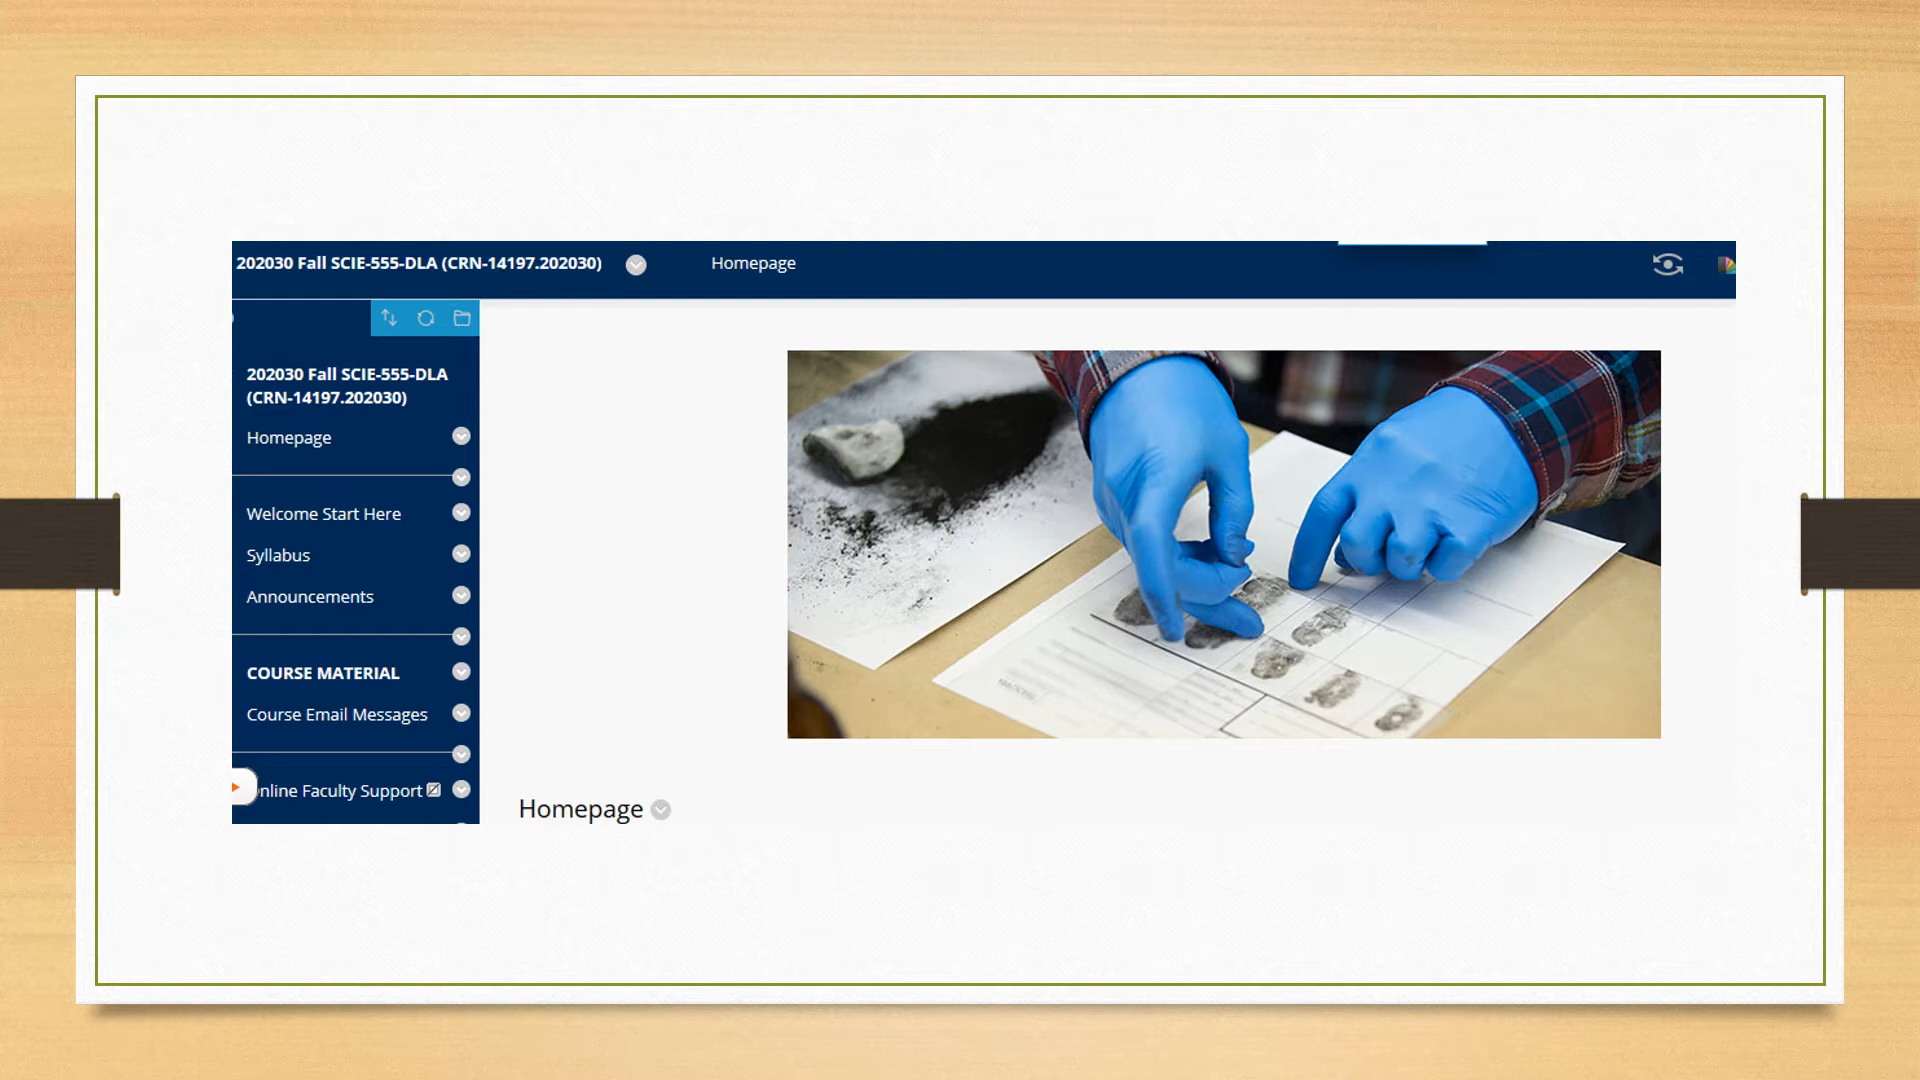 202030 Fall SCIE-555-DLA (CRN-14197.202030)
Homepage
202030 Fall SCIE-555-DLA
(CRN-14197.202030)
Homepage
Welcome Start Here
Syllabus
Announcements
COURSE MATERIAL
Course Email Messages
nline Faculty Support
Homepage